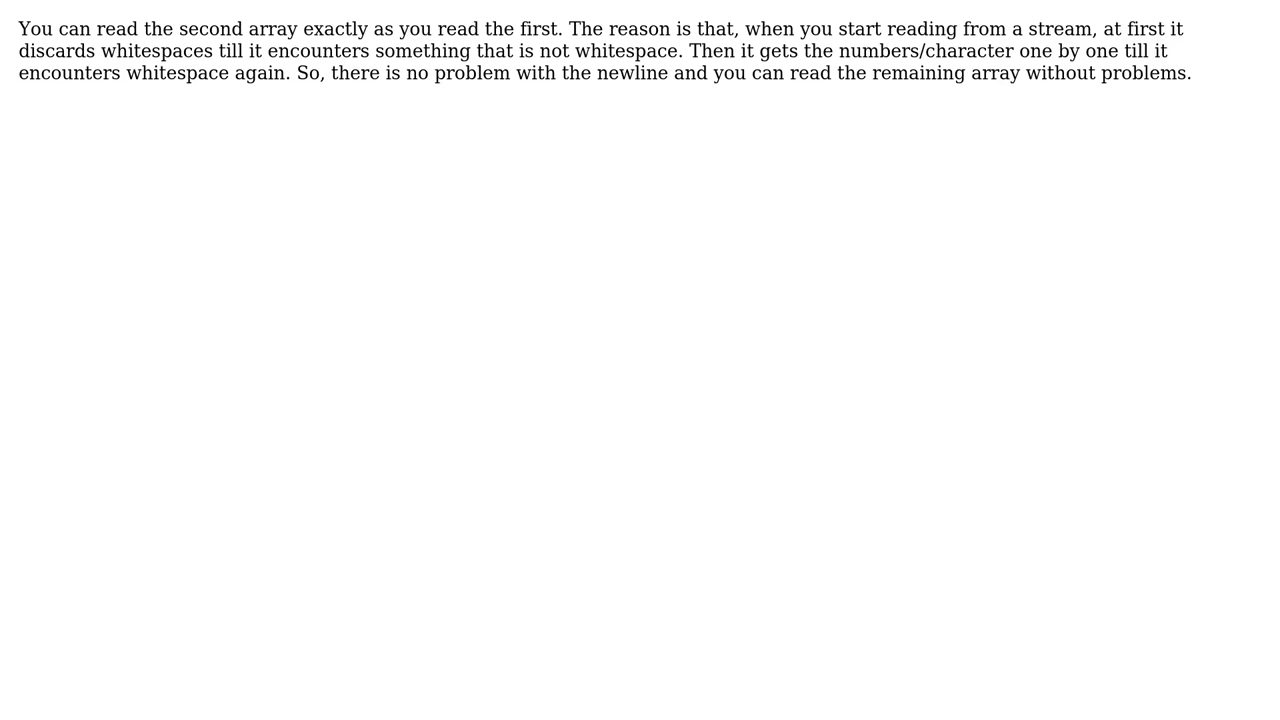 You can read the second array exactly as you read the first. The reason is that, when you start reading from a stream, at first it
discards whitespaces till it encounters something that is not whitespace. Then it gets the numbers/character one by one till it
encounters whitespace again. So, there is no problem with the newline and you can read the remaining array without problems.